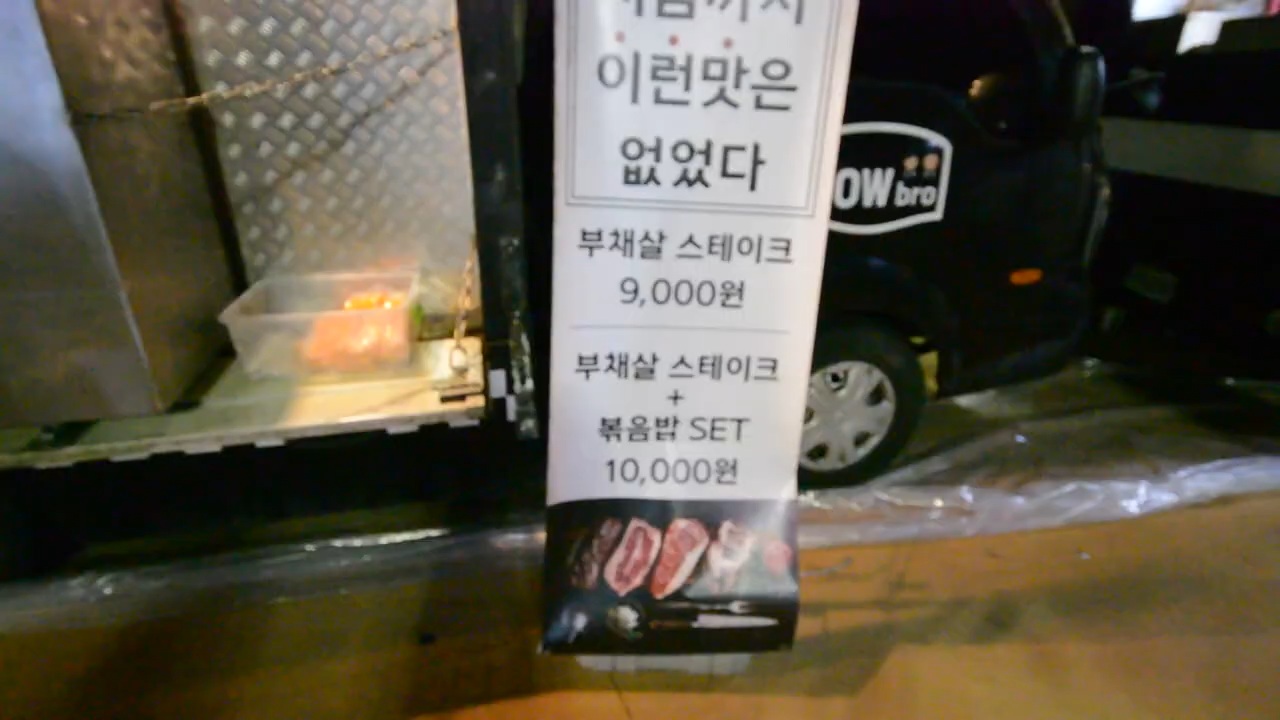 이런맛은
없었다
부채살 스테이크
9,000원
부채살 스테이크
+
볶음밥 SET
10,000원
OW bro